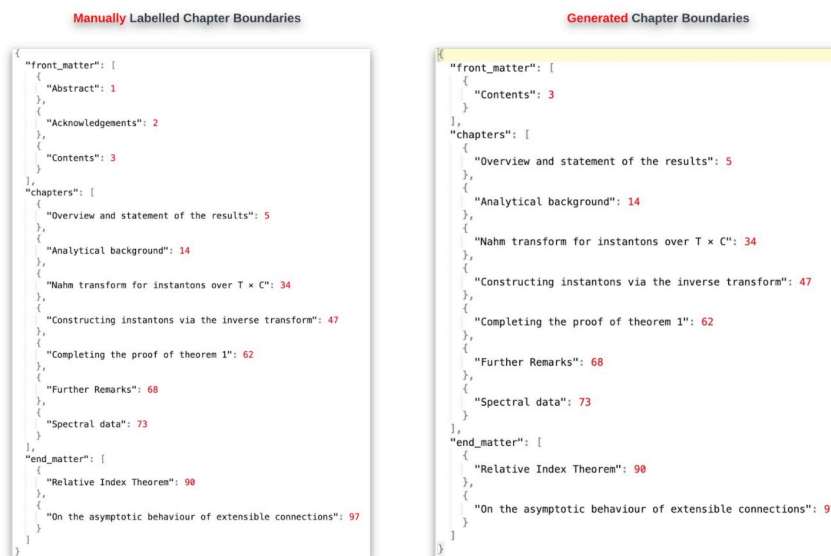 Manually Labelled Chapter Boundaries
{
"front_matter": [
{
"Abstract": 1
},
{
"Acknowledgements": 2
},
{
"Contents": 3
}
],
"chapters": [
{
"Overview and statement of the results": 5
},
{
"Analytical background": 14
},
{
"Nahm transform for instantons over T × C": 34
},
{
"Constructing instantons via the inverse transform": 47
},
{
"Completing the proof of theorem 1": 62
},
{
"Further Remarks": 68
},
{
"Spectral data": 73
}
],
"end_matter": [
{
"Relative Index Theorem": 90
},
{
"On the asymptotic behaviour of extensible connections": 97
}
]
}
Generated Chapter Boundaries
{
"front_matter": [
{
"Contents": 3
}
],
"chapters": [
{
"Overview and statement of the results": 5
},
{
"Analytical background": 14
},
{
"Nahm transform for instantons over T × C": 34
},
{
"Constructing instantons via the inverse transform": 47
},
{
"Completing the proof of theorem 1": 62
},
{
"Further Remarks": 68
},
{
"Spectral data": 73
}
],
"end_matter": [
{
"Relative Index Theorem": 90
},
{
"On the asymptotic behaviour of extensible connections": 9
}
]
}